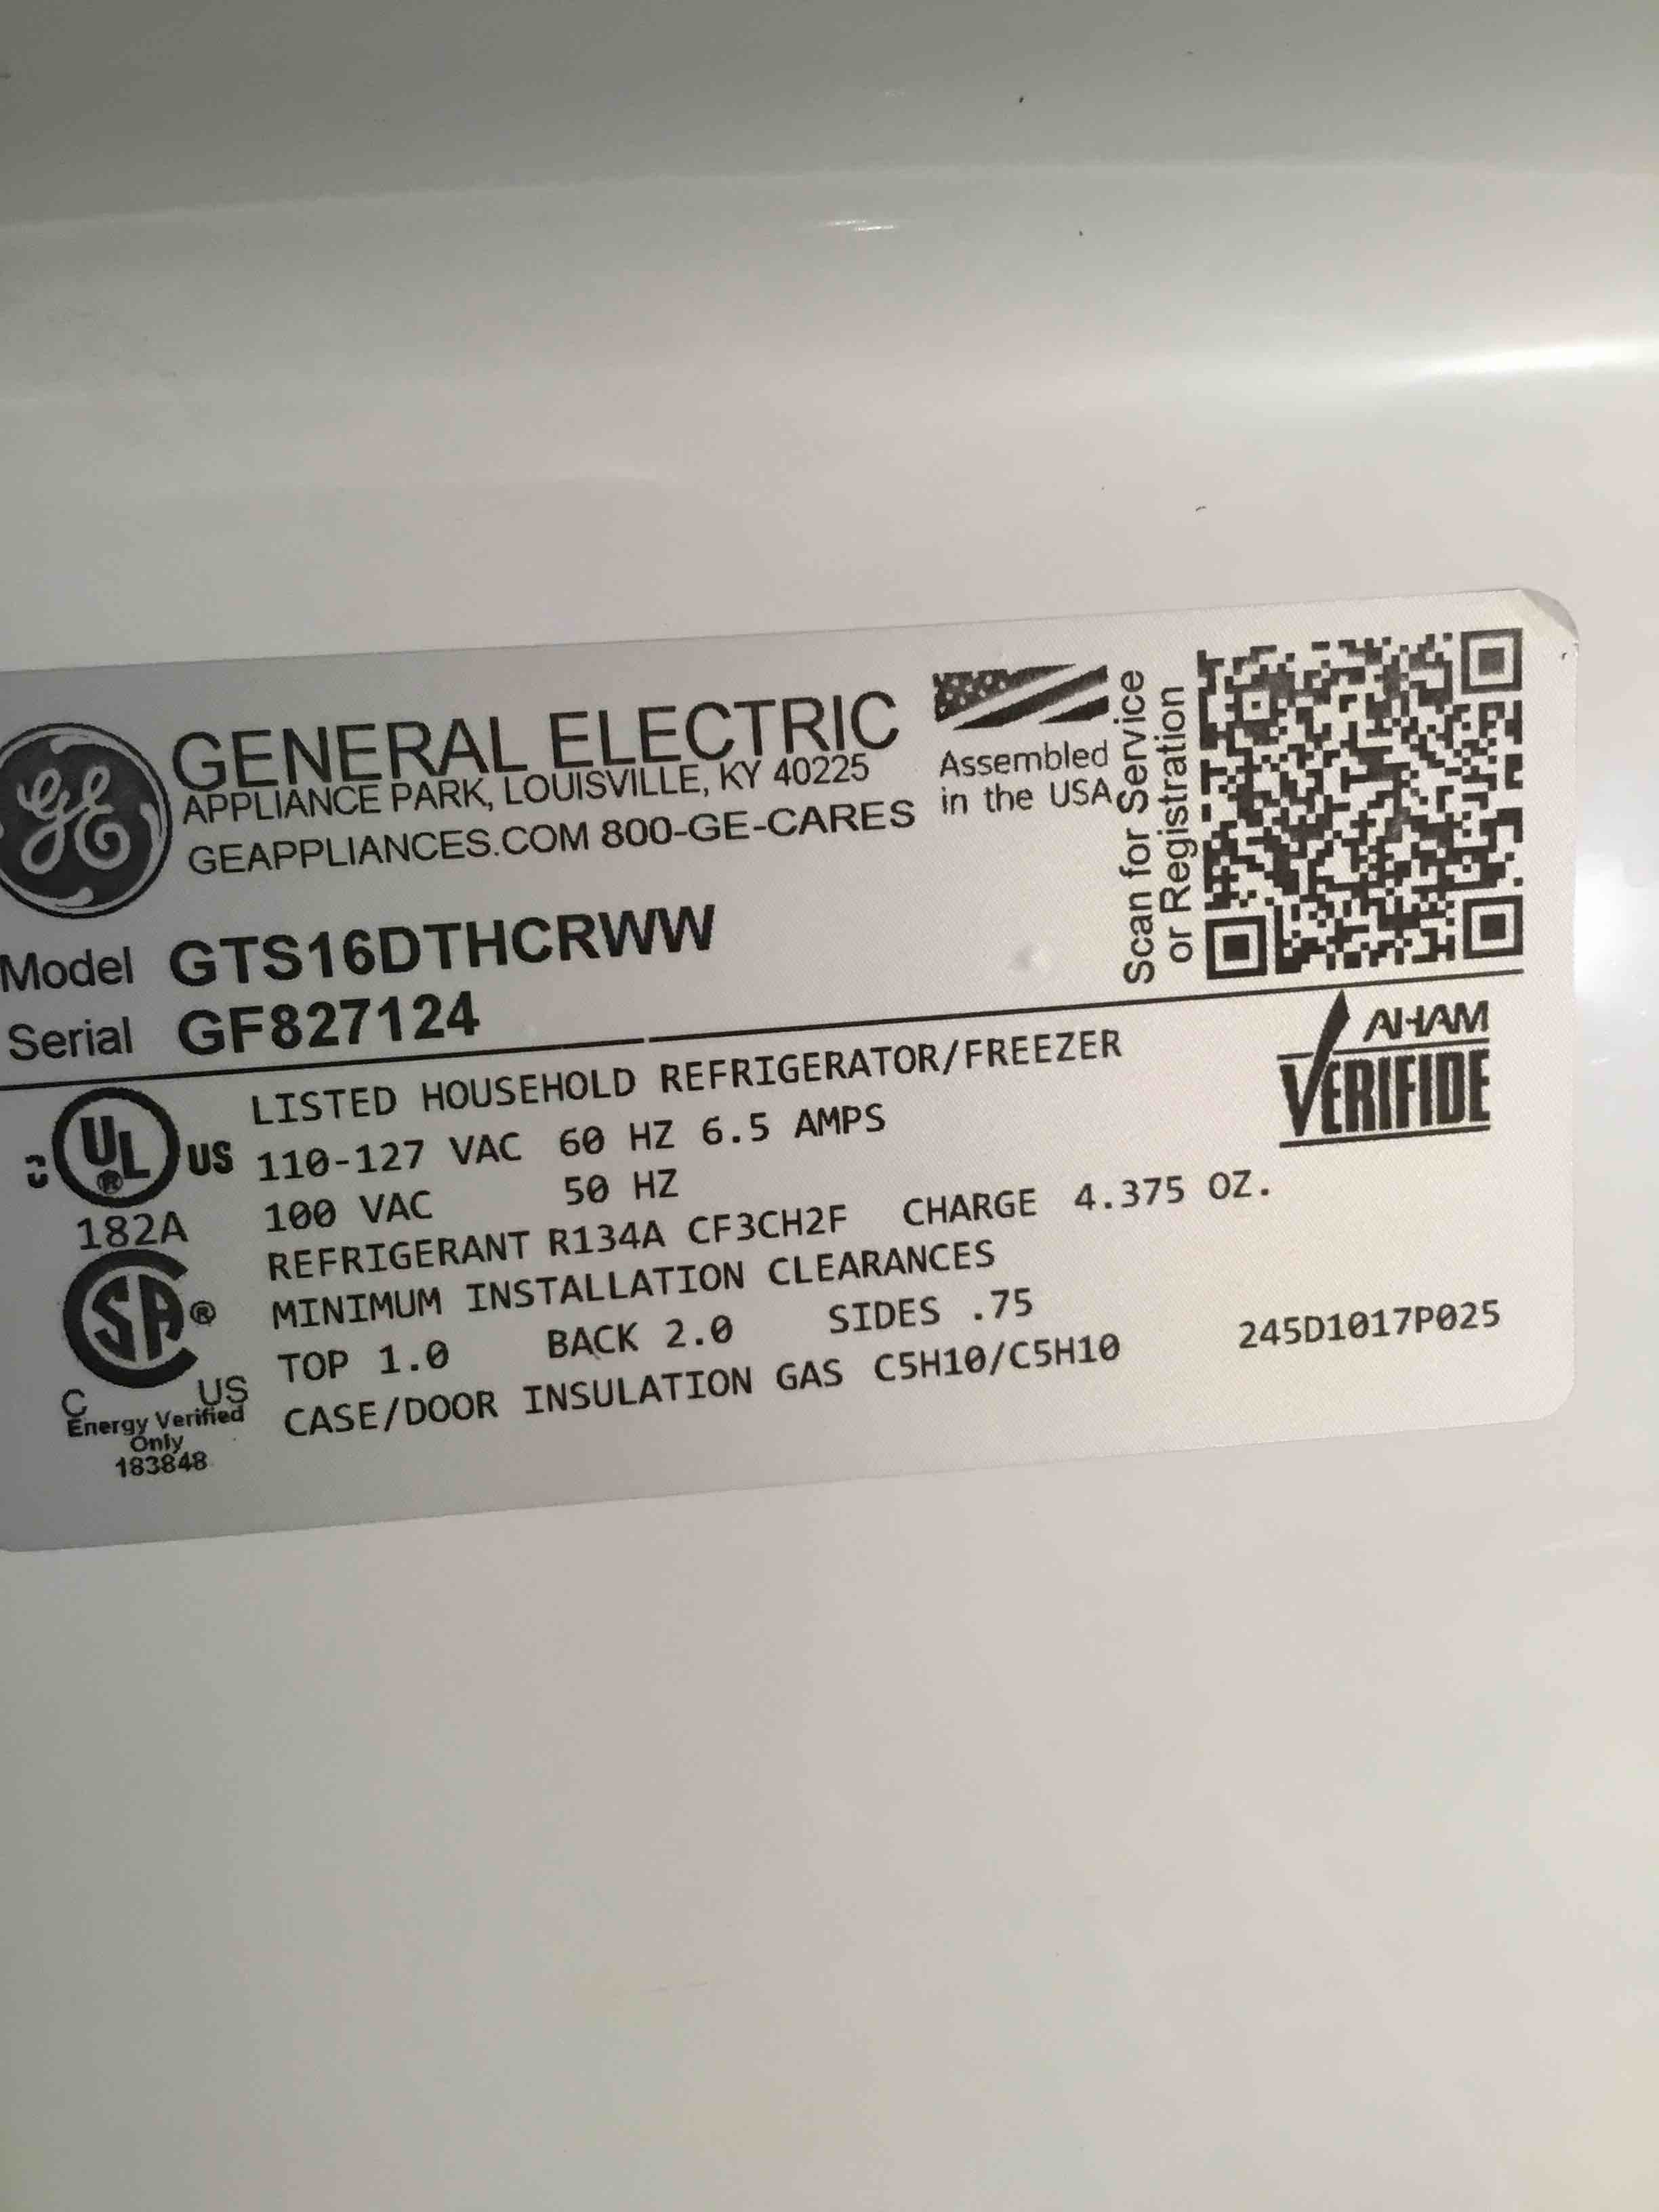 GE
GENERAL ELECTRIC
APPLIANCE PARK, LOUISVILLE, KY 40225
GEAPPLIANCES.COM 800-GE-CARES
Assembled
in the USA
Scan for Service
or Registration
Model GTS16DTHCRWW
Serial GF827124
AHAM
VERIFIDE
C UL® US
182A
LISTED HOUSEHOLD REFRIGERATOR/FREEZER
110-127 VAC 60 HZ 6.5 AMPS
100 VAC 50 HZ
REFRIGERANT R134A CF3CH2F CHARGE 4.375 OZ.
MINIMUM INSTALLATION CLEARANCES
TOP 1.0 BACK 2.0 SIDES .75
CASE/DOOR INSULATION GAS C5H10/C5H10
245D1017P025
SA®
C US
Energy Verified
Only
183848